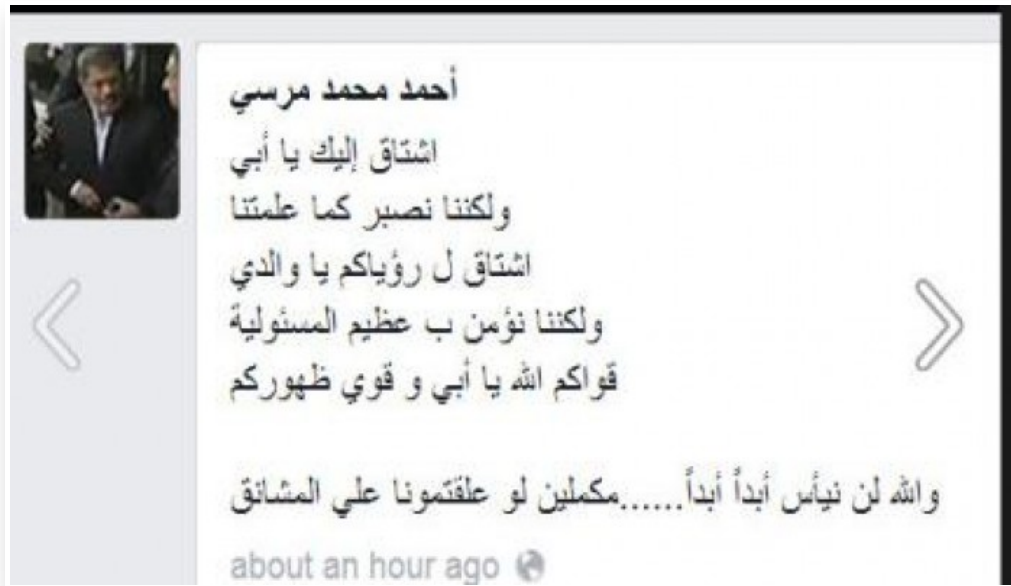 أحمد محمد مرسي
اشتاق إليك يا أبي
ولكننا نصبر كما علمتنا
اشتاق ل رؤياكم يا والدي
ولكننا نؤمن ب عظيم المسئولية
قواكم الله يا أبي و قوي ظهوركم
والله لن نيأس أبداً أبداً......مكملين لو علقتمونا علي المشانق
about an hour ago